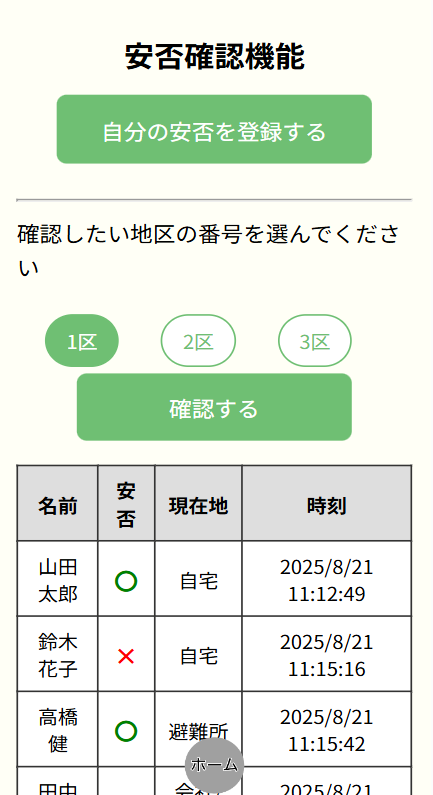 安否確認機能
自分の安否を登録する
確認したい地区の番号を選んでくださ
い
1区 2区 3区
確認する
名前 安否 現在地 時刻
山田太郎 〇 自宅 2025/8/21 11:12:49
鈴木花子 × 自宅 2025/8/21 11:15:16
高橋健 〇 避難所 2025/8/21 11:15:42
田中 2025/8/21
ホーム